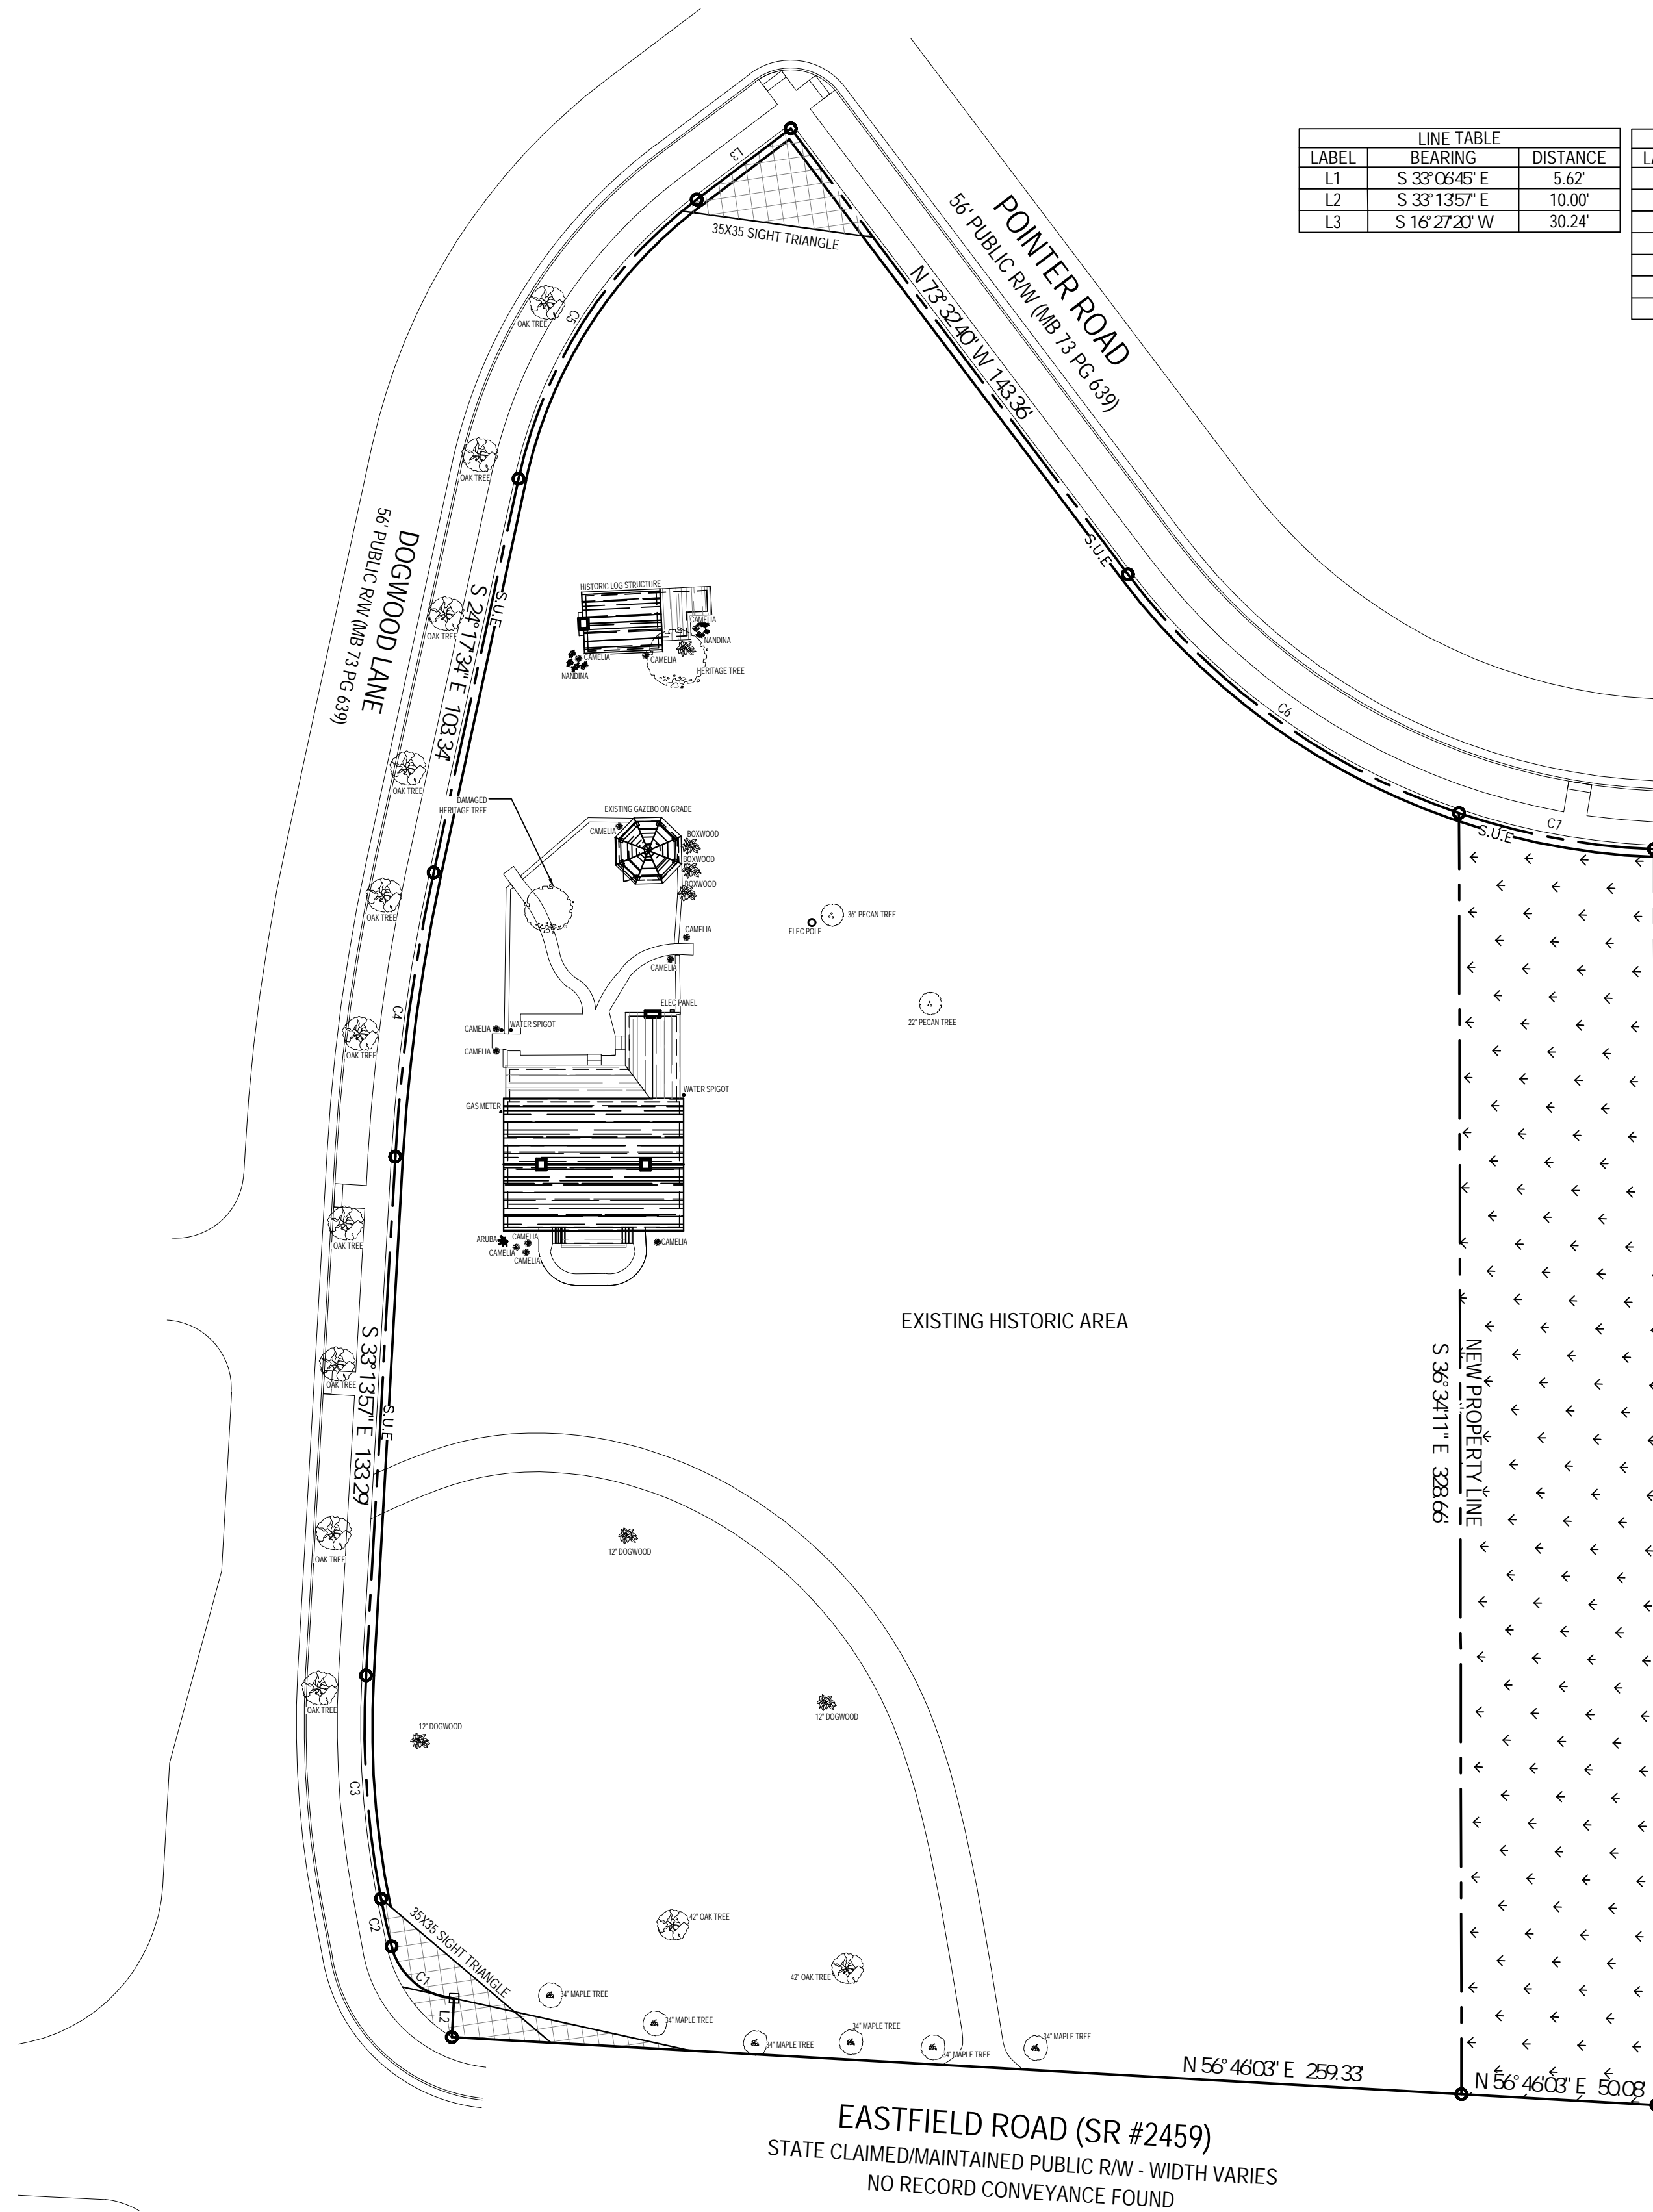 LINE TABLE
LABEL BEARING DISTANCE
L1 S 33°06'45" E 5.62'
L2 S 33°13'57" E 10.00'
L3 S 16°27'20" W 30.24'
L3
35X35 SIGHT TRIANGLE
POINTER ROAD
56' PUBLIC R/W (MB 73 PG 639)
N 73°32'40" W 143.36'
C5
OAK TREE
OAK TREE
S.U.E
DOGWOOD LANE
56' PUBLIC R/W (MB 73 PG 639)
S 24°17'34" E 103.34'
S.U.E
OAK TREE
HISTORIC LOG STRUCTURE
CAMELIA
NANDINA
CAMELIA
CAMELIA
HERITAGE TREE
NANDINA
C6
OAK TREE
DAMAGED
HERITAGE TREE
EXISTING GAZEBO ON GRADE
CAMELIA
BOXWOOD
BOXWOOD
BOXWOOD
S.U.E
C7
OAK TREE
36" PECAN TREE
ELEC POLE
CAMELIA
CAMELIA
C4
ELEC PANEL
22" PECAN TREE
CAMELIA
WATER SPIGOT
OAK TREE
CAMELIA
WATER SPIGOT
GAS METER
OAK TREE
ARUBA
CAMELIA
CAMELIA
CAMELIA
CAMELIA
EXISTING HISTORIC AREA
S 33°13'57" E 133.29'
S.U.E
OAK TREE
NEW PROPERTY LINE
S 36°34'11" E 328.66'
OAK TREE
12" DOGWOOD
OAK TREE
12" DOGWOOD
12" DOGWOOD
C3
C2
35X35 SIGHT TRIANGLE
42" OAK TREE
C1
42" OAK TREE
34" MAPLE TREE
L2
34" MAPLE TREE
34" MAPLE TREE
34" MAPLE TREE
34" MAPLE TREE
34" MAPLE TREE
N 56°46'03" E 259.33'
N 56°46'03" E 50.08'
EASTFIELD ROAD (SR #2459)
STATE CLAIMED/MAINTAINED PUBLIC R/W - WIDTH VARIES
NO RECORD CONVEYANCE FOUND